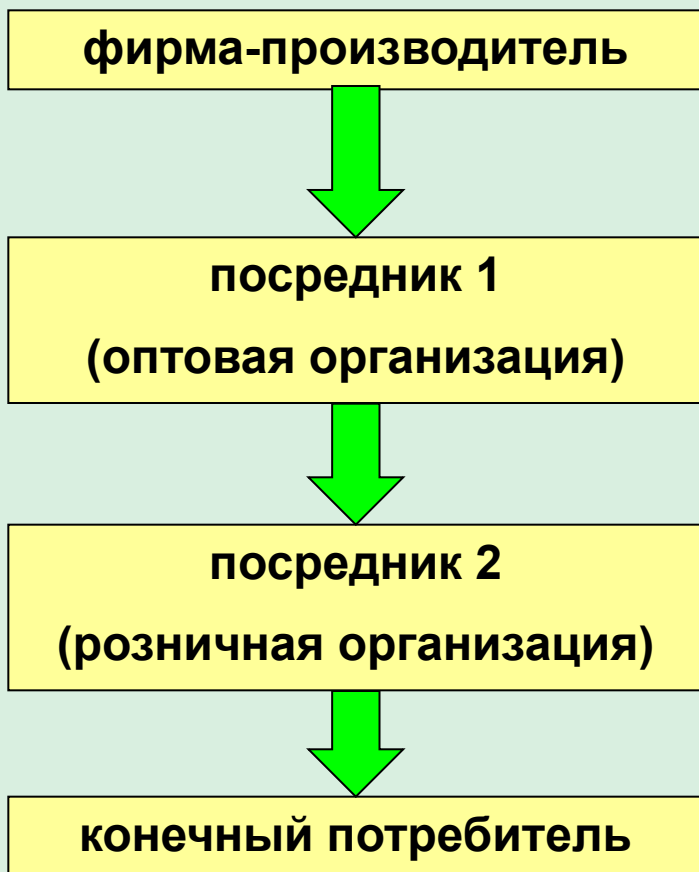 фирма-производитель
посредник 1
(оптовая организация)
посредник 2
(розничная организация)
конечный потребитель